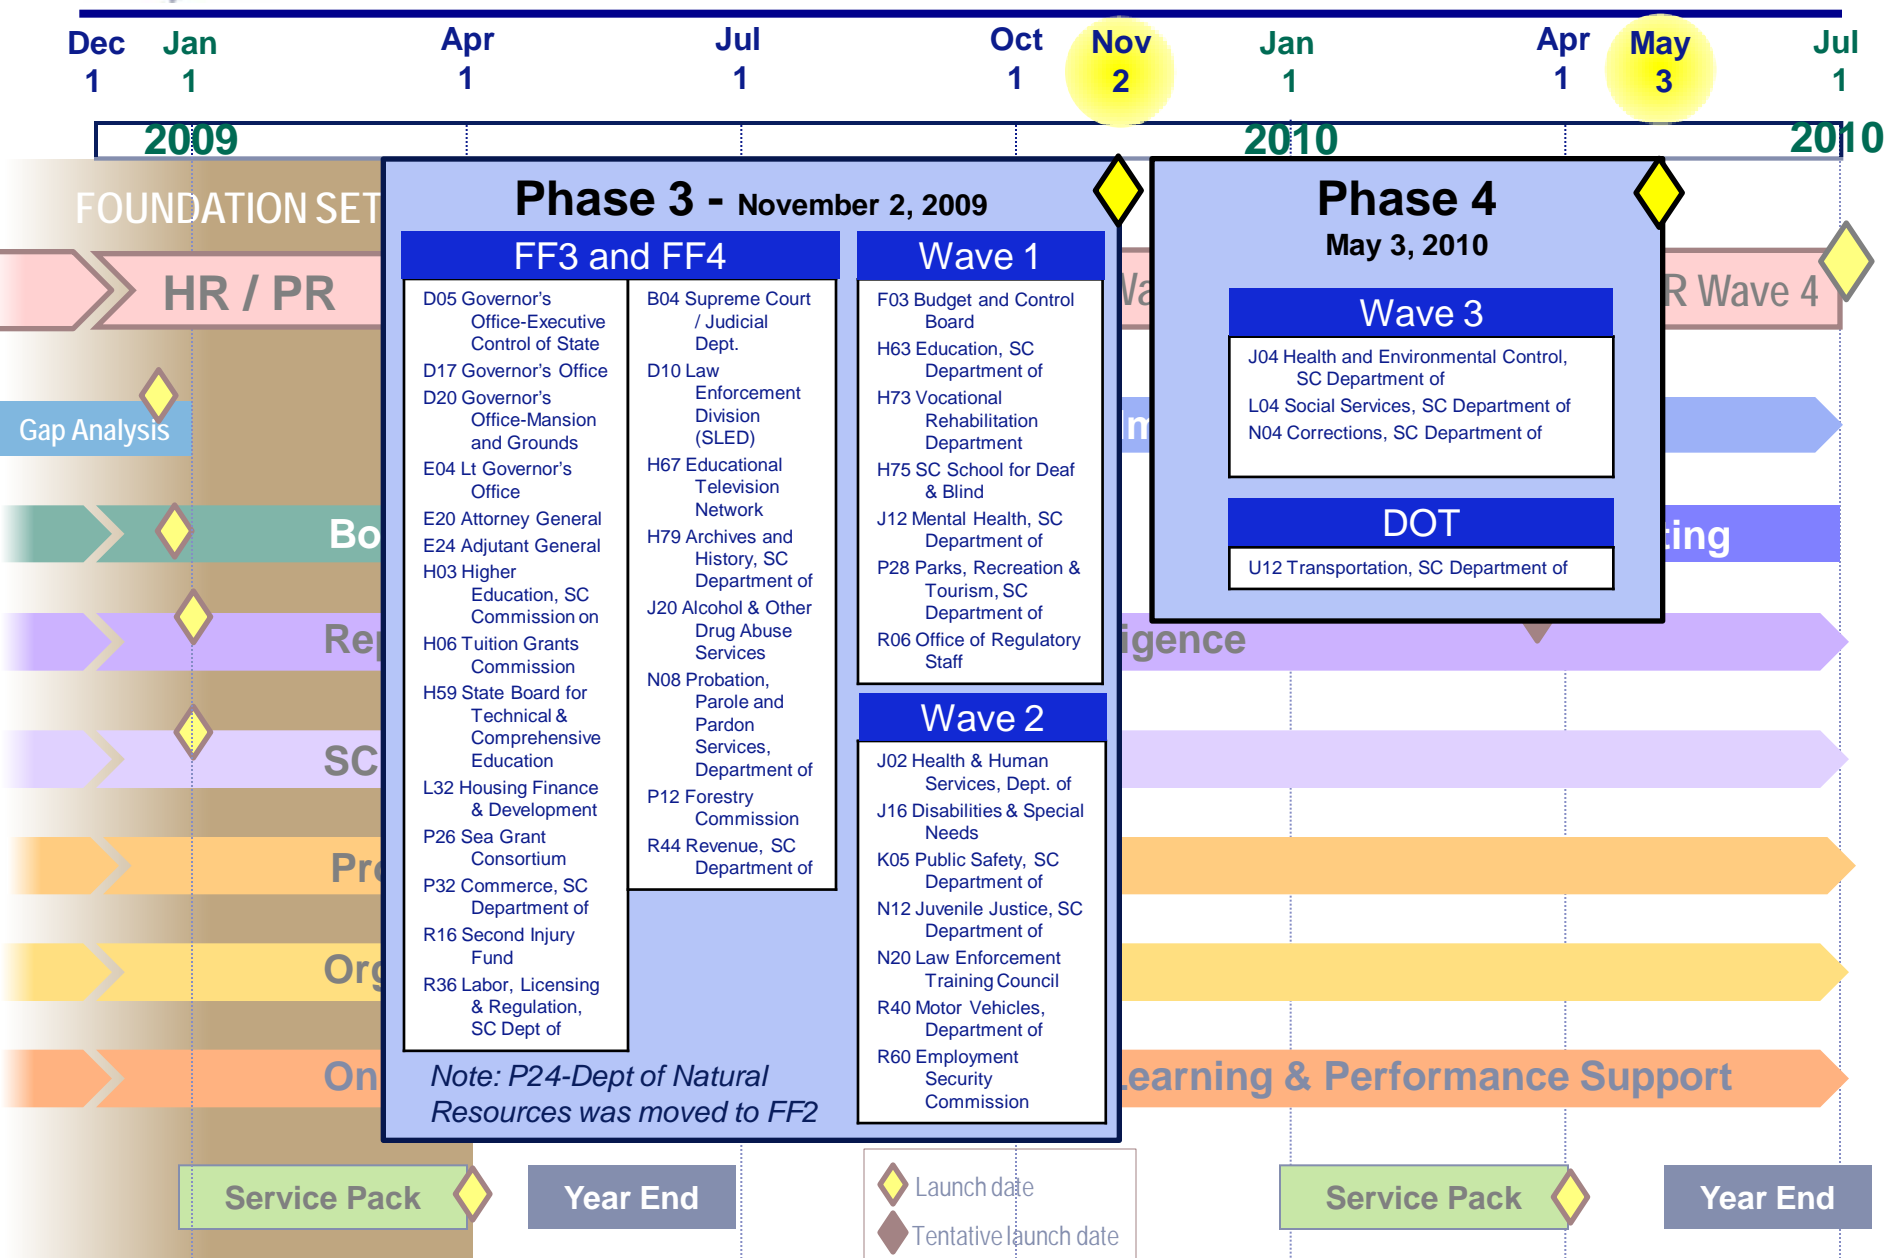 Dec Jan Apr Jul Oct Nov Jan Apr May Jul
1 1 1 1 1 2 1 1 3 1
2009 2010 2010
FOUNDATION SET
HR / PR
R Wave 4
Gap Analysis
Bo
ting
Re
igence
SC
Pro
Org
On
Learning & Performance Support
Phase 3 - November 2, 2009
FF3 and FF4
D05 Governor's
Office-Executive
Control of State
D17 Governor's Office
D20 Governor's
Office-Mansion
and Grounds
E04 Lt Governor's
Office
E20 Attorney General
E24 Adjutant General
H03 Higher
Education, SC
Commission on
H06 Tuition Grants
Commission
H59 State Board for
Technical &
Comprehensive
Education
L32 Housing Finance
& Development
P26 Sea Grant
Consortium
P32 Commerce, SC
Department of
R16 Second Injury
Fund
R36 Labor, Licensing
& Regulation,
SC Dept of
B04 Supreme Court
/ Judicial
Dept.
D10 Law
Enforcement
Division
(SLED)
H67 Educational
Television
Network
H79 Archives and
History, SC
Department of
J20 Alcohol & Other
Drug Abuse
Services
N08 Probation,
Parole and
Pardon
Services,
Department of
P12 Forestry
Commission
R44 Revenue, SC
Department of
Note: P24-Dept of Natural
Resources was moved to FF2
Wave 1
F03 Budget and Control
Board
H63 Education, SC
Department of
H73 Vocational
Rehabilitation
Department
H75 SC School for Deaf
& Blind
J12 Mental Health, SC
Department of
P28 Parks, Recreation &
Tourism, SC
Department of
R06 Office of Regulatory
Staff
Wave 2
J02 Health & Human
Services, Dept. of
J16 Disabilities & Special
Needs
K05 Public Safety, SC
Department of
N12 Juvenile Justice, SC
Department of
N20 Law Enforcement
Training Council
R40 Motor Vehicles,
Department of
R60 Employment
Security
Commission
Phase 4
May 3, 2010
Wave 3
J04 Health and Environmental Control,
SC Department of
L04 Social Services, SC Department of
N04 Corrections, SC Department of
DOT
U12 Transportation, SC Department of
Service Pack
Year End
Launch date
Tentative launch date
Service Pack
Year End